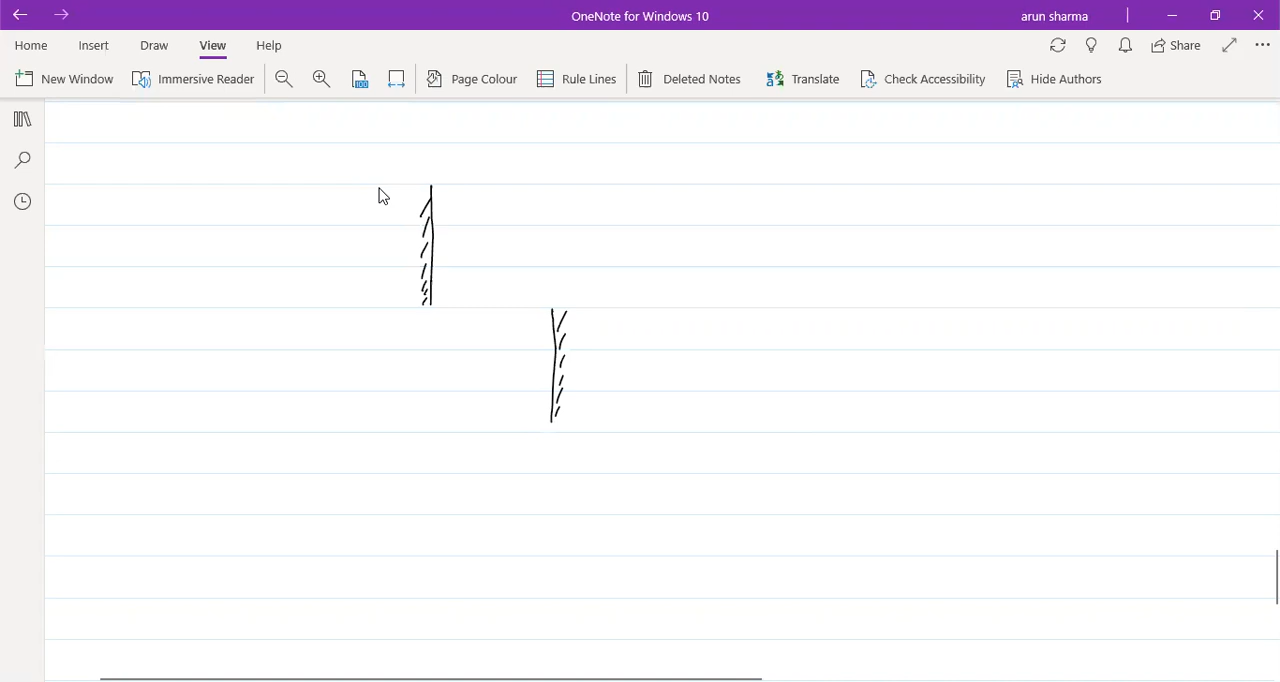 OneNote for Windows 10
arun sharma
Home Insert Draw View Help
Share
New Window Immersive Reader Page Colour Rule Lines Deleted Notes Translate Check Accessibility Hide Authors